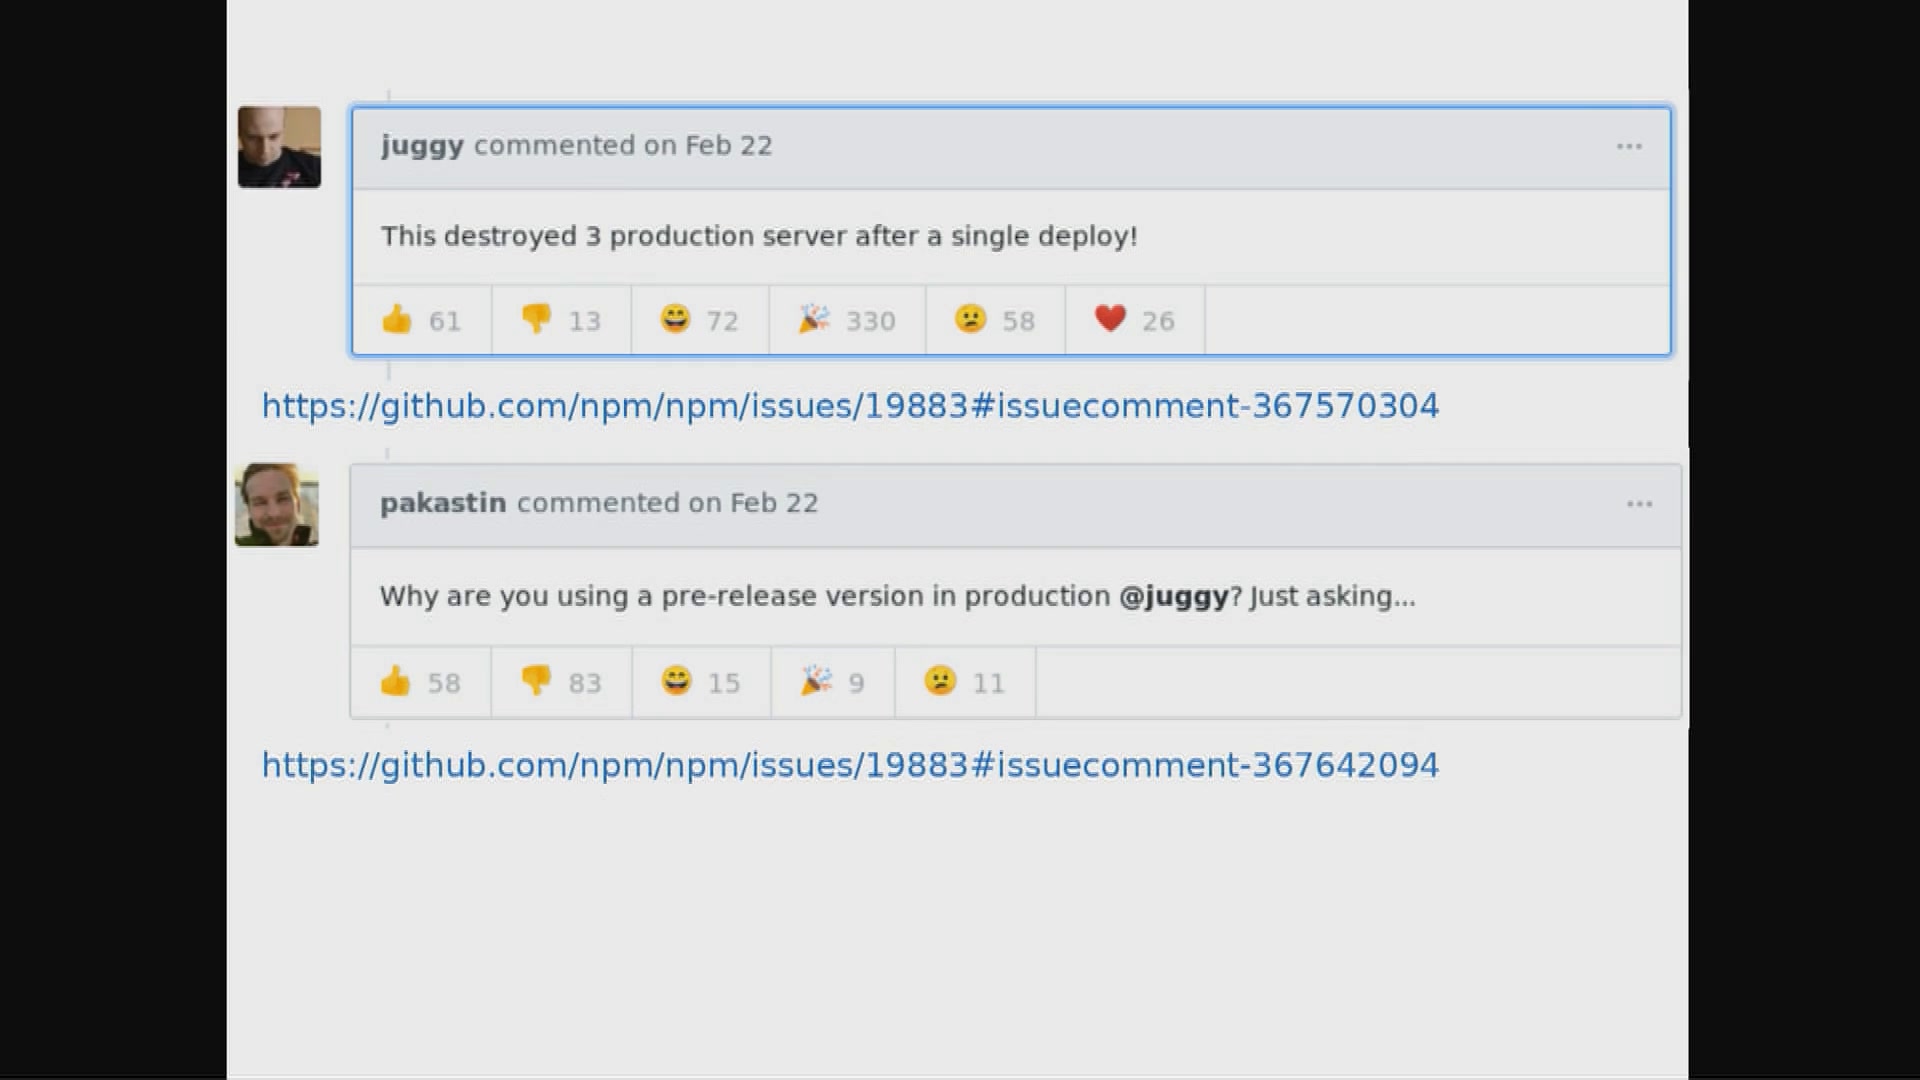 juggy commented on Feb 22
This destroyed 3 production server after a single deploy!
61 13 72 330 58 26
https://github.com/npm/npm/issues/19883#issuecomment-367570304
pakastin commented on Feb 22
Why are you using a pre-release version in production @juggy? Just asking...
58 83 15 9 11
https://github.com/npm/npm/issues/19883#issuecomment-367642094